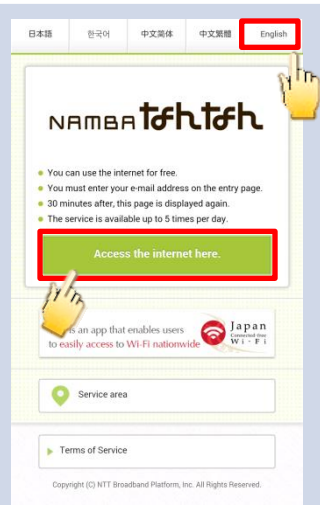 日本語 한국어 中文简体 中文繁體 English
NAMBA なんなん
You can use the internet for free.
You must enter your e-mail address on the entry page.
30 minutes after, this page is displayed again.
The service is available up to 5 times per day.
Access the internet here.
is an app that enables users
to easily access to Wi-Fi nationwide
Japan
Connected-free
Wi-Fi
Service area
Terms of Service
Copyright (C) NTT Broadband Platform, Inc. All Rights Reserved.